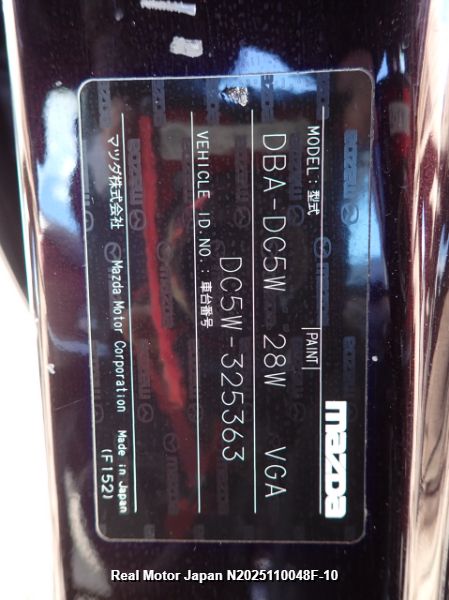 mazda
MODEL : 型式 PAINT
DBA-DC5W 28W VGA
VEHICLE ID NO. : 車台番号
DC5W-325363
マツダ株式会社 Mazda Motor Corporation Made in Japan
(F152)
Real Motor Japan N2025110048F-10